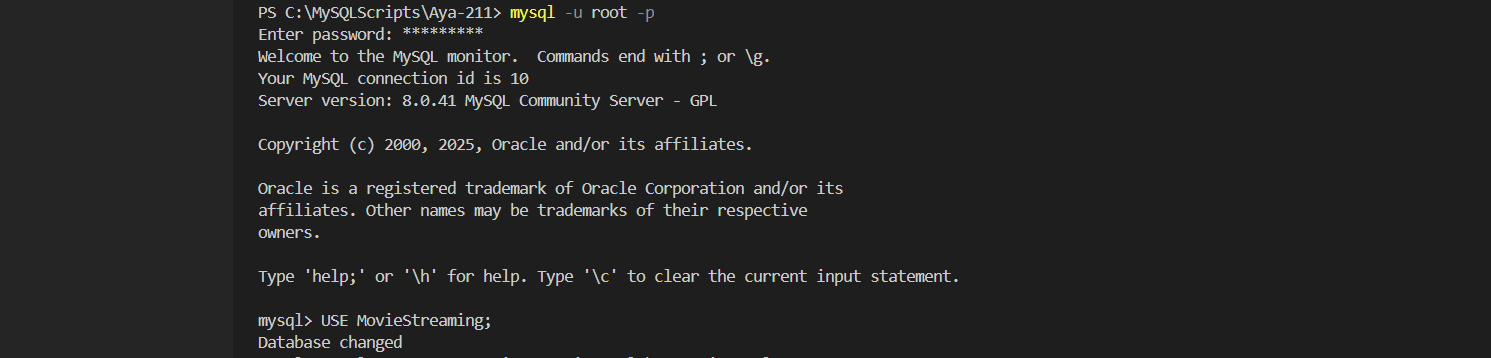 PS C:\MySQLScripts\Aya-211> mysql -u root -p
Enter password: *********
Welcome to the MySQL monitor.  Commands end with ; or \g.
Your MySQL connection id is 10
Server version: 8.0.41 MySQL Community Server - GPL
Copyright (c) 2000, 2025, Oracle and/or its affiliates.
Oracle is a registered trademark of Oracle Corporation and/or its
affiliates. Other names may be trademarks of their respective
owners.
Type 'help;' or '\h' for help. Type '\c' to clear the current input statement.
mysql> USE MovieStreaming;
Database changed